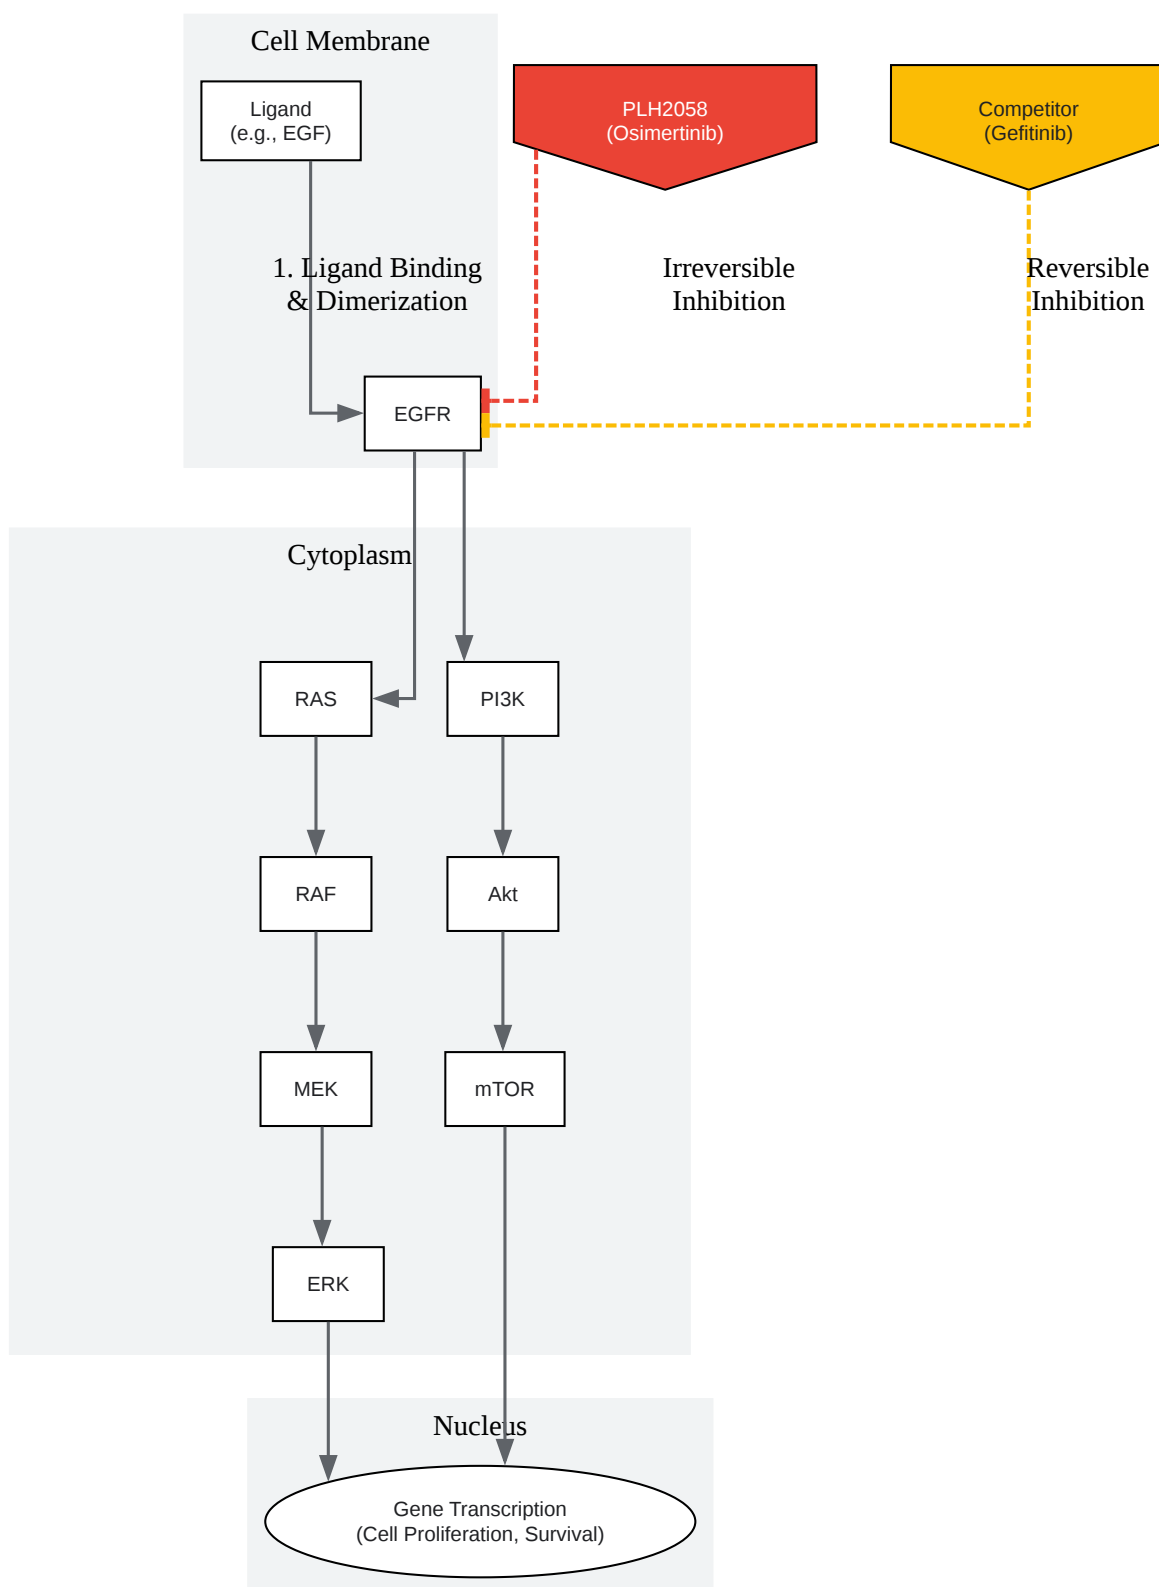 Cell Membrane
Ligand
(e.g., EGF)
PLH2058
(Osimertinib)
Competitor
(Gefitinib)
1. Ligand Binding
& Dimerization
Irreversible
Inhibition
Reversible
Inhibition
EGFR
Cytoplasm
RAS
PI3K
RAF
Akt
MEK
mTOR
ERK
Nucleus
Gene Transcription
(Cell Proliferation, Survival)